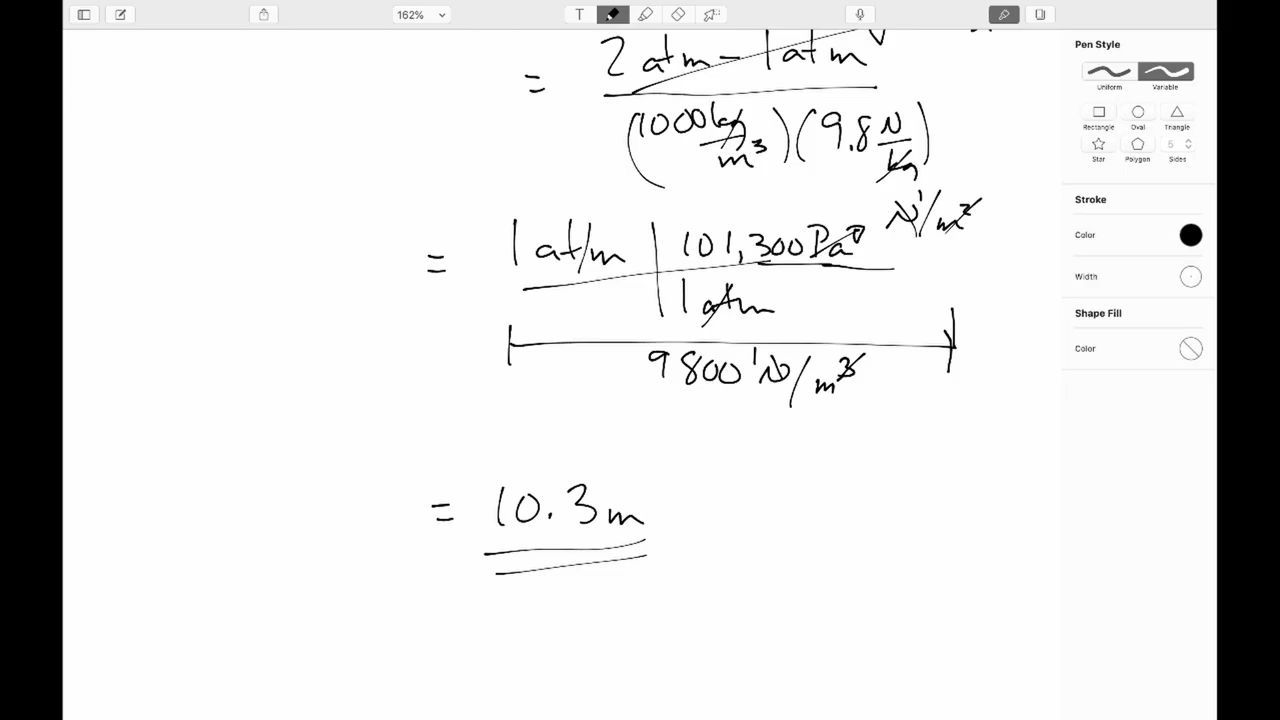 162%
T
Pen Style
Uniform Variable
Rectangle Oval Triangle
Star Polygon 5 Sides
Stroke
Color
Width
Shape Fill
Color
= 2 atm - 1 atm
(1000 kg/m³)(9.8 N/kg)
= 1 atm | 101,300 Pa N/m²
1 atm
9800 N/m³
= 10.3 m